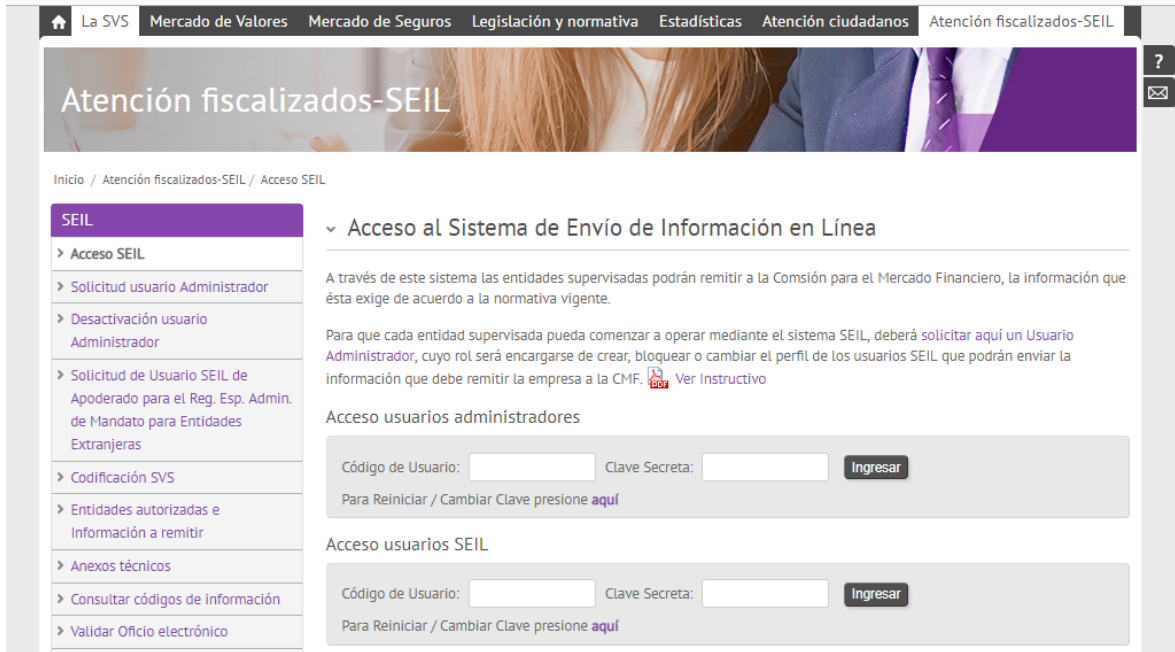 La SVS Mercado de Valores Mercado de Seguros Legislación y normativa Estadísticas Atención ciudadanos Atención fiscalizados-SEIL
?
Atención fiscalizados-SEIL
Inicio / Atención fiscalizados-SEIL / Acceso SEIL
SEIL
> Acceso SEIL
> Solicitud usuario Administrador
> Desactivación usuario
Administrador
> Solicitud de Usuario SEIL de
Apoderado para el Reg. Esp. Admin.
de Mandato para Entidades
Extranjeras
> Codificación SVS
> Entidades autorizadas e
Información a remitir
> Anexos técnicos
> Consultar códigos de información
> Validar Oficio electrónico
Acceso al Sistema de Envío de Información en Línea
A través de este sistema las entidades supervisadas podrán remitir a la Comsión para el Mercado Financiero, la información que
ésta exige de acuerdo a la normativa vigente.
Para que cada entidad supervisada pueda comenzar a operar mediante el sistema SEIL, deberá solicitar aquí un Usuario
Administrador, cuyo rol será encargarse de crear, bloquear o cambiar el perfil de los usuarios SEIL que podrán enviar la
información que debe remitir la empresa a la CMF. PDF Ver Instructivo
Acceso usuarios administradores
Código de Usuario: Clave Secreta: Ingresar
Para Reiniciar / Cambiar Clave presione aquí
Acceso usuarios SEIL
Código de Usuario: Clave Secreta: Ingresar
Para Reiniciar / Cambiar Clave presione aquí